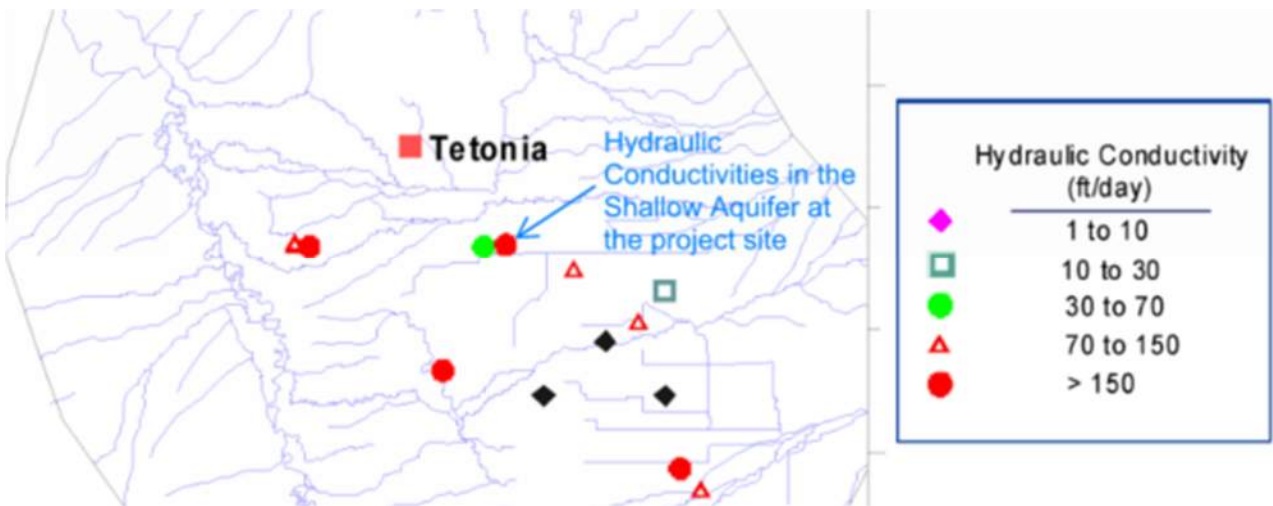 Tetonia
Hydraulic
Conductivities in the
Shallow Aquifer at
the project site
Hydraulic Conductivity
(ft/day)
1 to 10
10 to 30
30 to 70
70 to 150
> 150